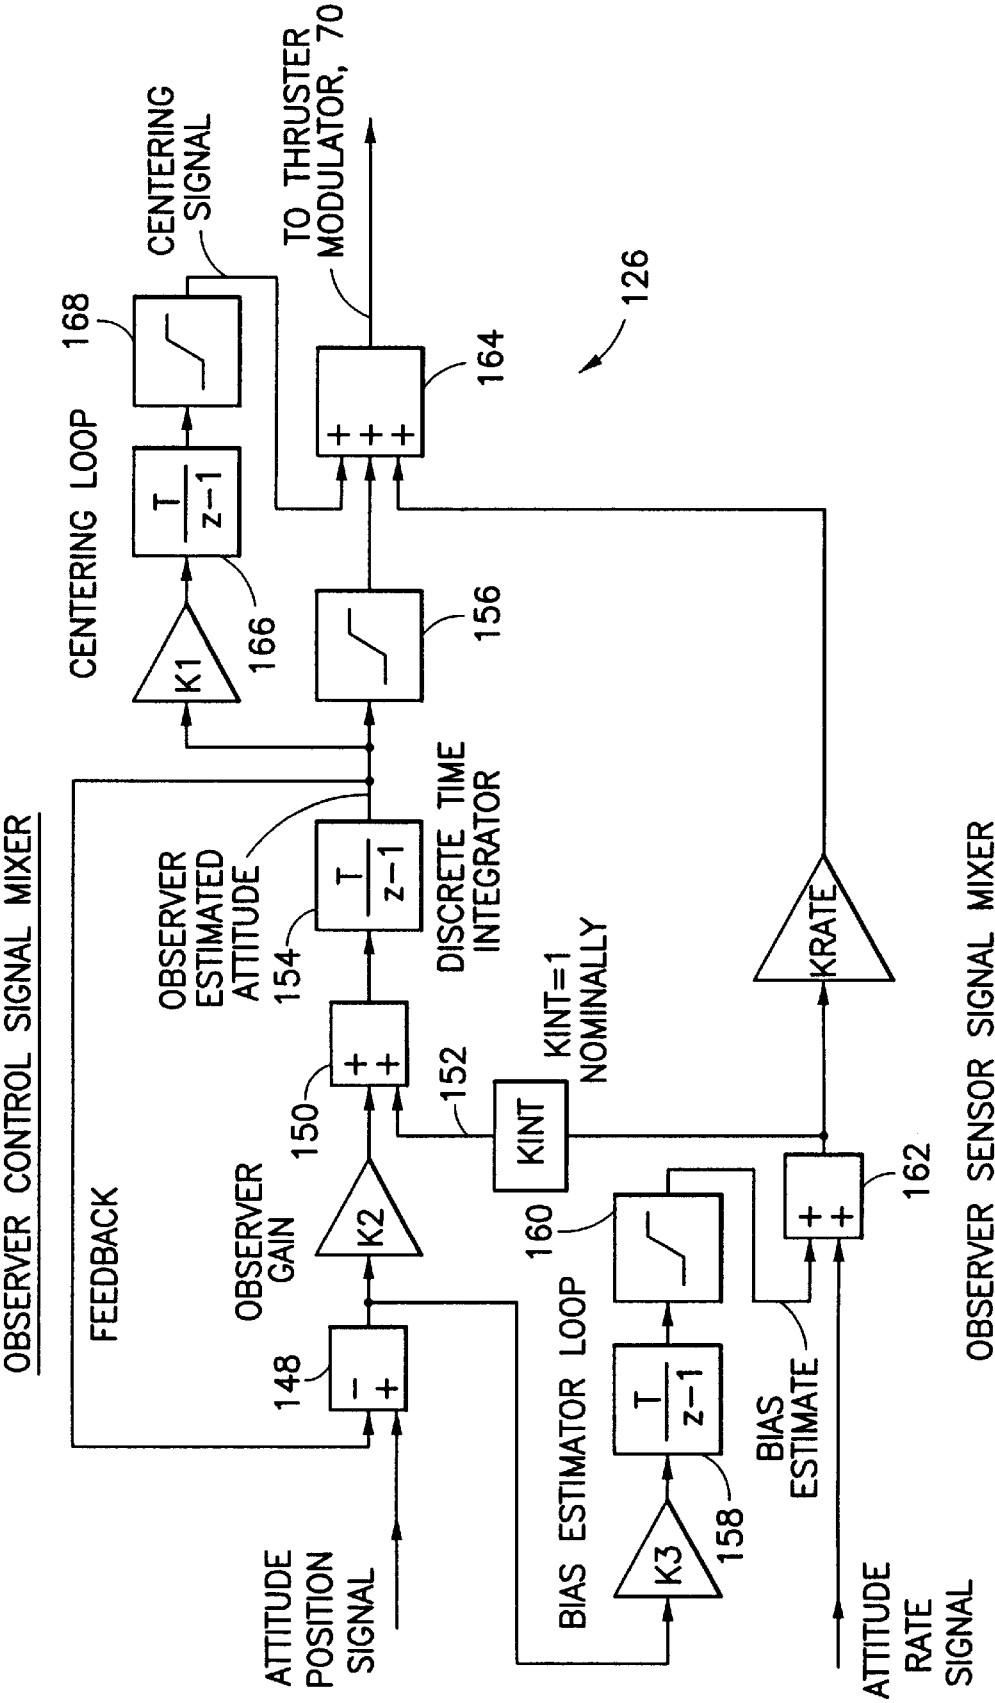 OBSERVER CONTROL SIGNAL MIXER
FEEDBACK
CENTERING LOOP
168
CENTERING
SIGNAL
K1
T
z-1
166
OBSERVER
ESTIMATED
ATTITUDE
TO THRUSTER
MODULATOR, 70
OBSERVER
GAIN
148
-
+
K2
150
+
+
154
T
z-1
DISCRETE TIME
INTEGRATOR
156
+
+
+
164
126
ATTITUDE
POSITION
SIGNAL
152
KINT
KINT=1
NOMINALLY
BIAS ESTIMATOR LOOP
160
K3
T
z-1
158
BIAS
ESTIMATE
+
+
162
KRATE
ATTITUDE
RATE
SIGNAL
OBSERVER SENSOR SIGNAL MIXER